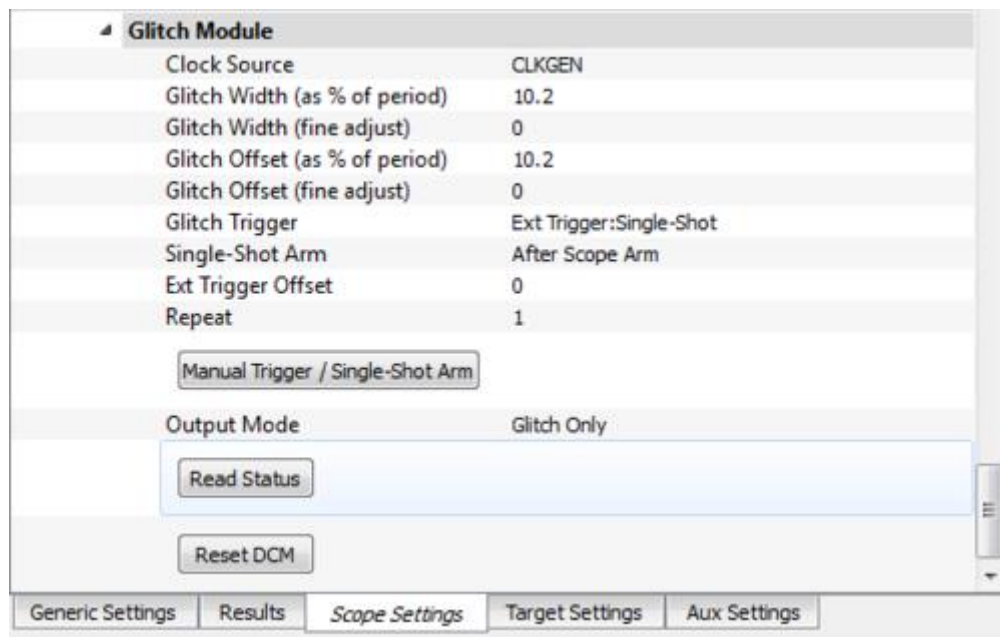 Glitch Module
Clock Source CLKGEN
Glitch Width (as % of period) 10.2
Glitch Width (fine adjust) 0
Glitch Offset (as % of period) 10.2
Glitch Offset (fine adjust) 0
Glitch Trigger Ext Trigger:Single-Shot
Single-Shot Arm After Scope Arm
Ext Trigger Offset 0
Repeat 1
Manual Trigger / Single-Shot Arm
Output Mode Glitch Only
Read Status
Reset DCM
Generic Settings Results Scope Settings Target Settings Aux Settings